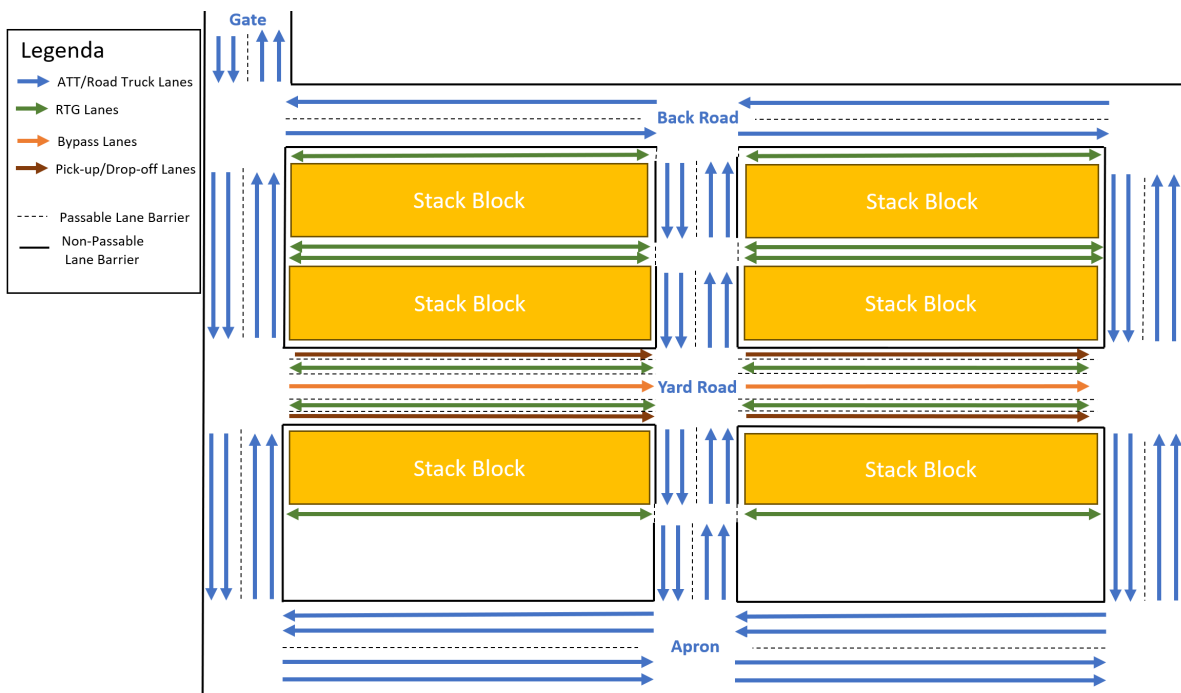 Gate
Legenda
ATT/Road Truck Lanes
RTG Lanes
Bypass Lanes
Pick-up/Drop-off Lanes
Passable Lane Barrier
Non-Passable
Lane Barrier
Back Road
Stack Block
Stack Block
Stack Block
Stack Block
Yard Road
Stack Block
Stack Block
Apron